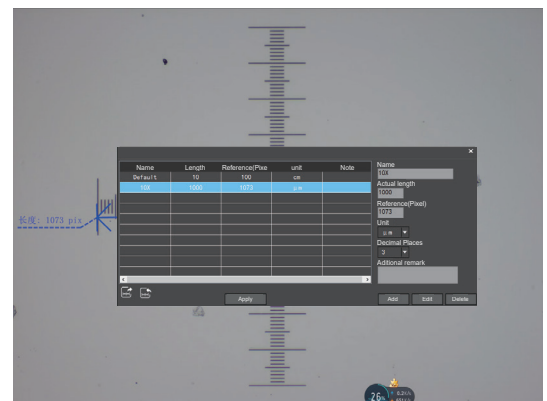 Name Length Reference(Pixe unit Note
Default 10 100 cm
10X 1000 1073 μm
Name
10X
Actual length
1000
Reference(Pixel)
1073
Unit
μm
Decimal Places
3
Aditional remark
Apply
Add Edit Delete
长度: 1073 pix
26%